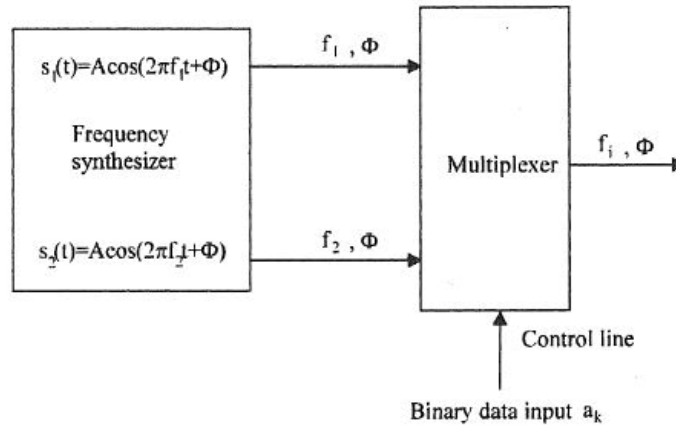 s₁(t)=Acos(2πf₁t+Φ)
f₁ , Φ
Frequency
synthesizer
Multiplexer
fᵢ , Φ
s₂(t)=Acos(2πf₂t+Φ)
f₂ , Φ
Control line
Binary data input aₖ